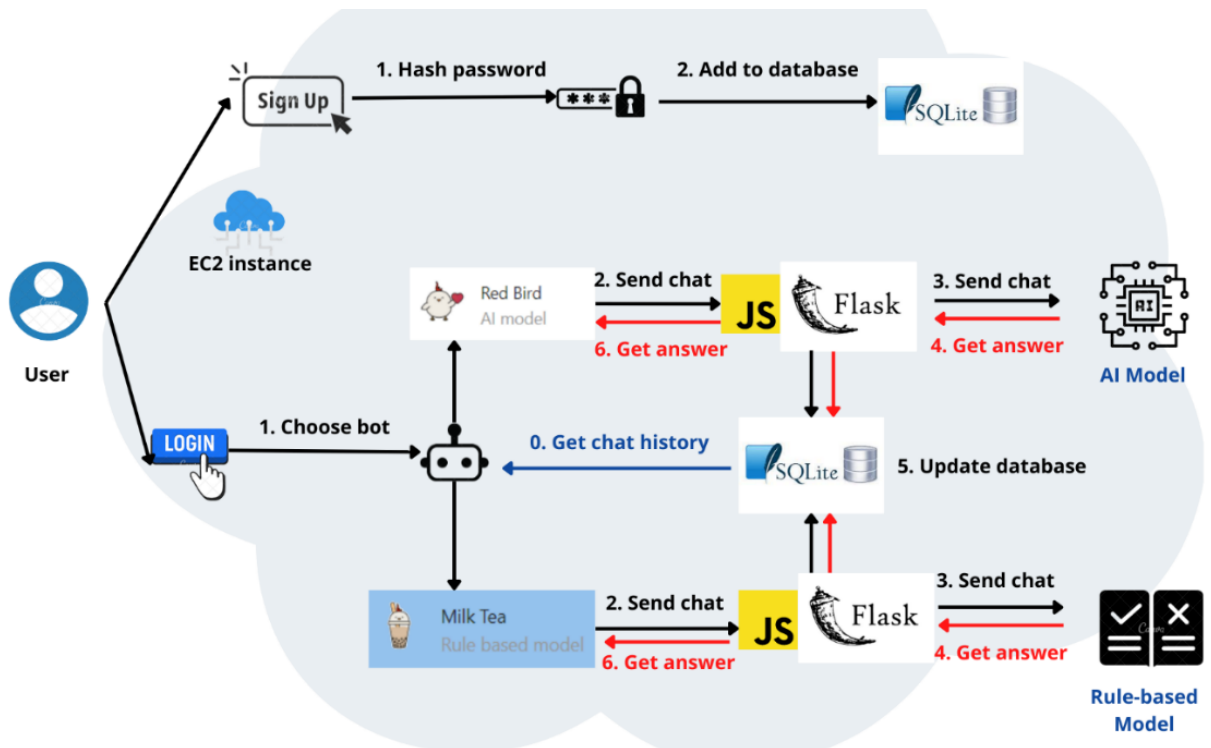 1. Hash password
2. Add to database
Sign Up
***
SQLite
EC2 instance
Canva
User
Red Bird
AI model
2. Send chat
6. Get answer
JS
Flask
3. Send chat
4. Get answer
AI
AI Model
LOGIN
1. Choose bot
0. Get chat history
SQLite
5. Update database
Milk Tea
Rule based model
2. Send chat
6. Get answer
JS
Flask
3. Send chat
4. Get answer
Canva
Rule-based
Model